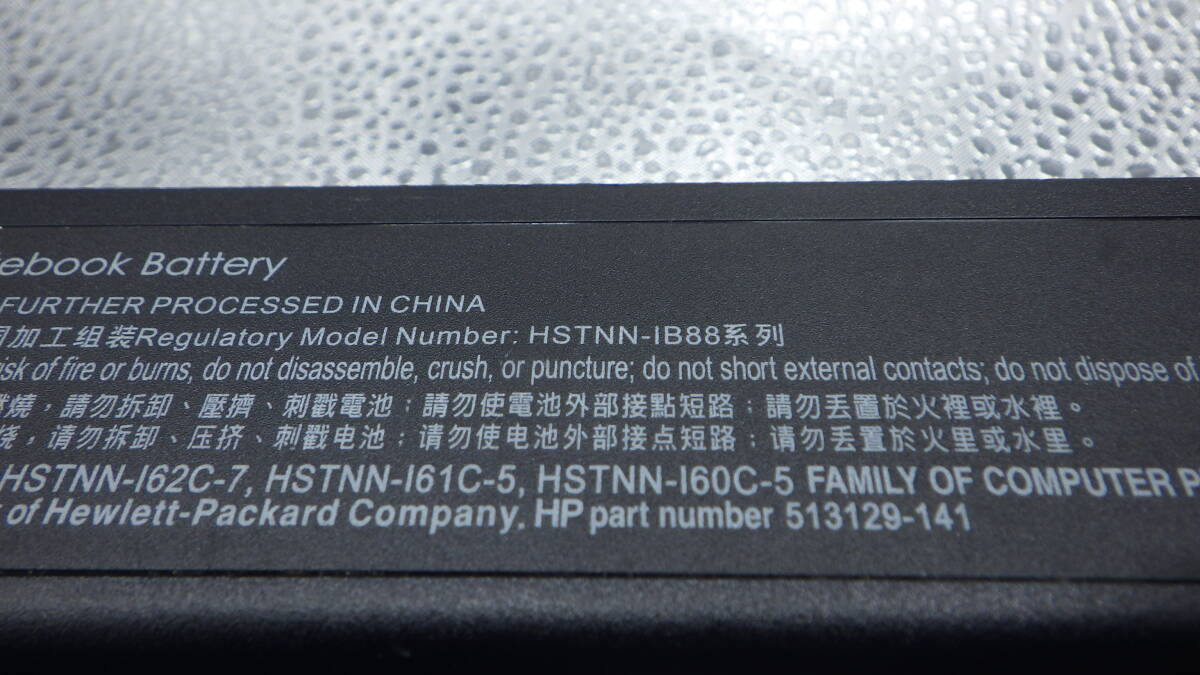 ebook Battery
FURTHER PROCESSED IN CHINA
加工组装Regulatory Model Number: HSTNN-IB88系列
sk of fire or burns, do not disassemble, crush, or puncture; do not short external contacts; do not dispose of
燒，請勿拆卸、壓擠、刺戳電池；請勿使電池外部接點短路；請勿丟置於火裡或水裡。
烧，请勿拆卸、压挤、刺戳电池；请勿使电池外部接点短路；请勿丢置於火里或水里。
HSTNN-I62C-7, HSTNN-I61C-5, HSTNN-I60C-5 FAMILY OF COMPUTER P
of Hewlett-Packard Company. HP part number 513129-141